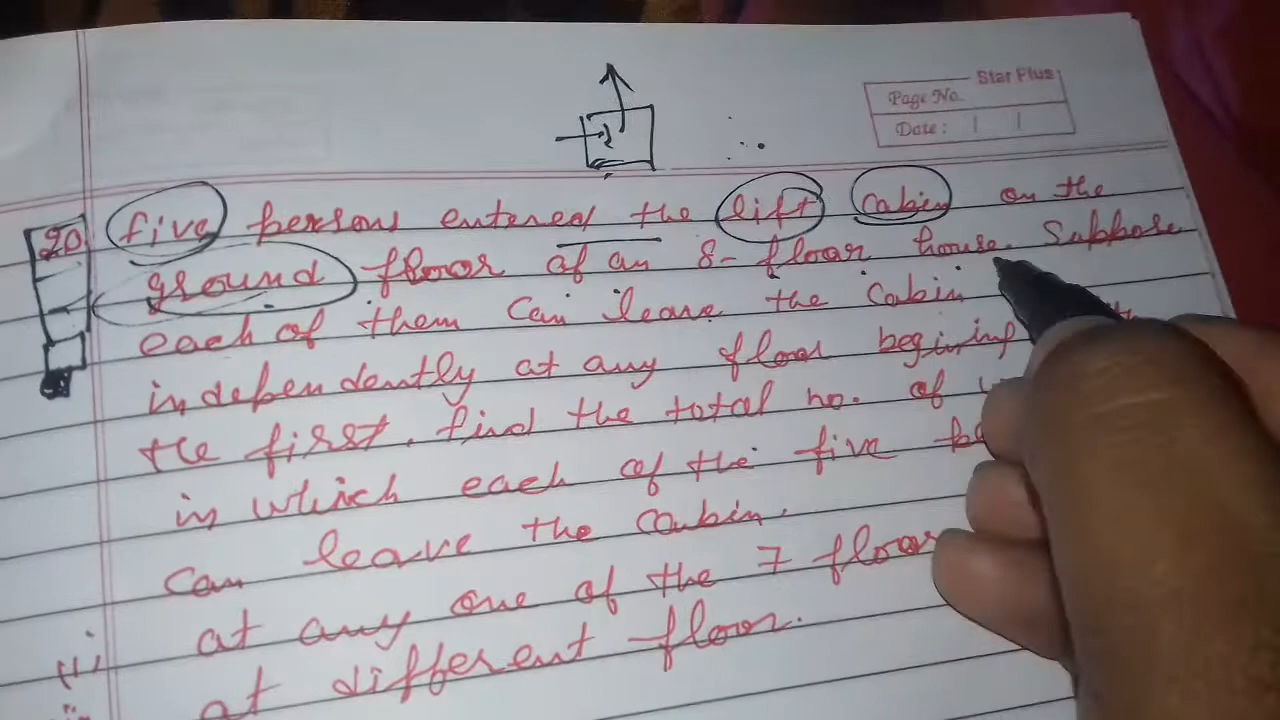 Star Plus
Page No.
Date :
20. five persons entered the lift cabin on the
ground floor of an 8-floor house. Suppose
each of them Can leave the Cabin
independently at any floor begining
the first. find the total no. of
in which each of the five
Can leave the Cabin.
i) at any one of the 7 floor
at different floor.